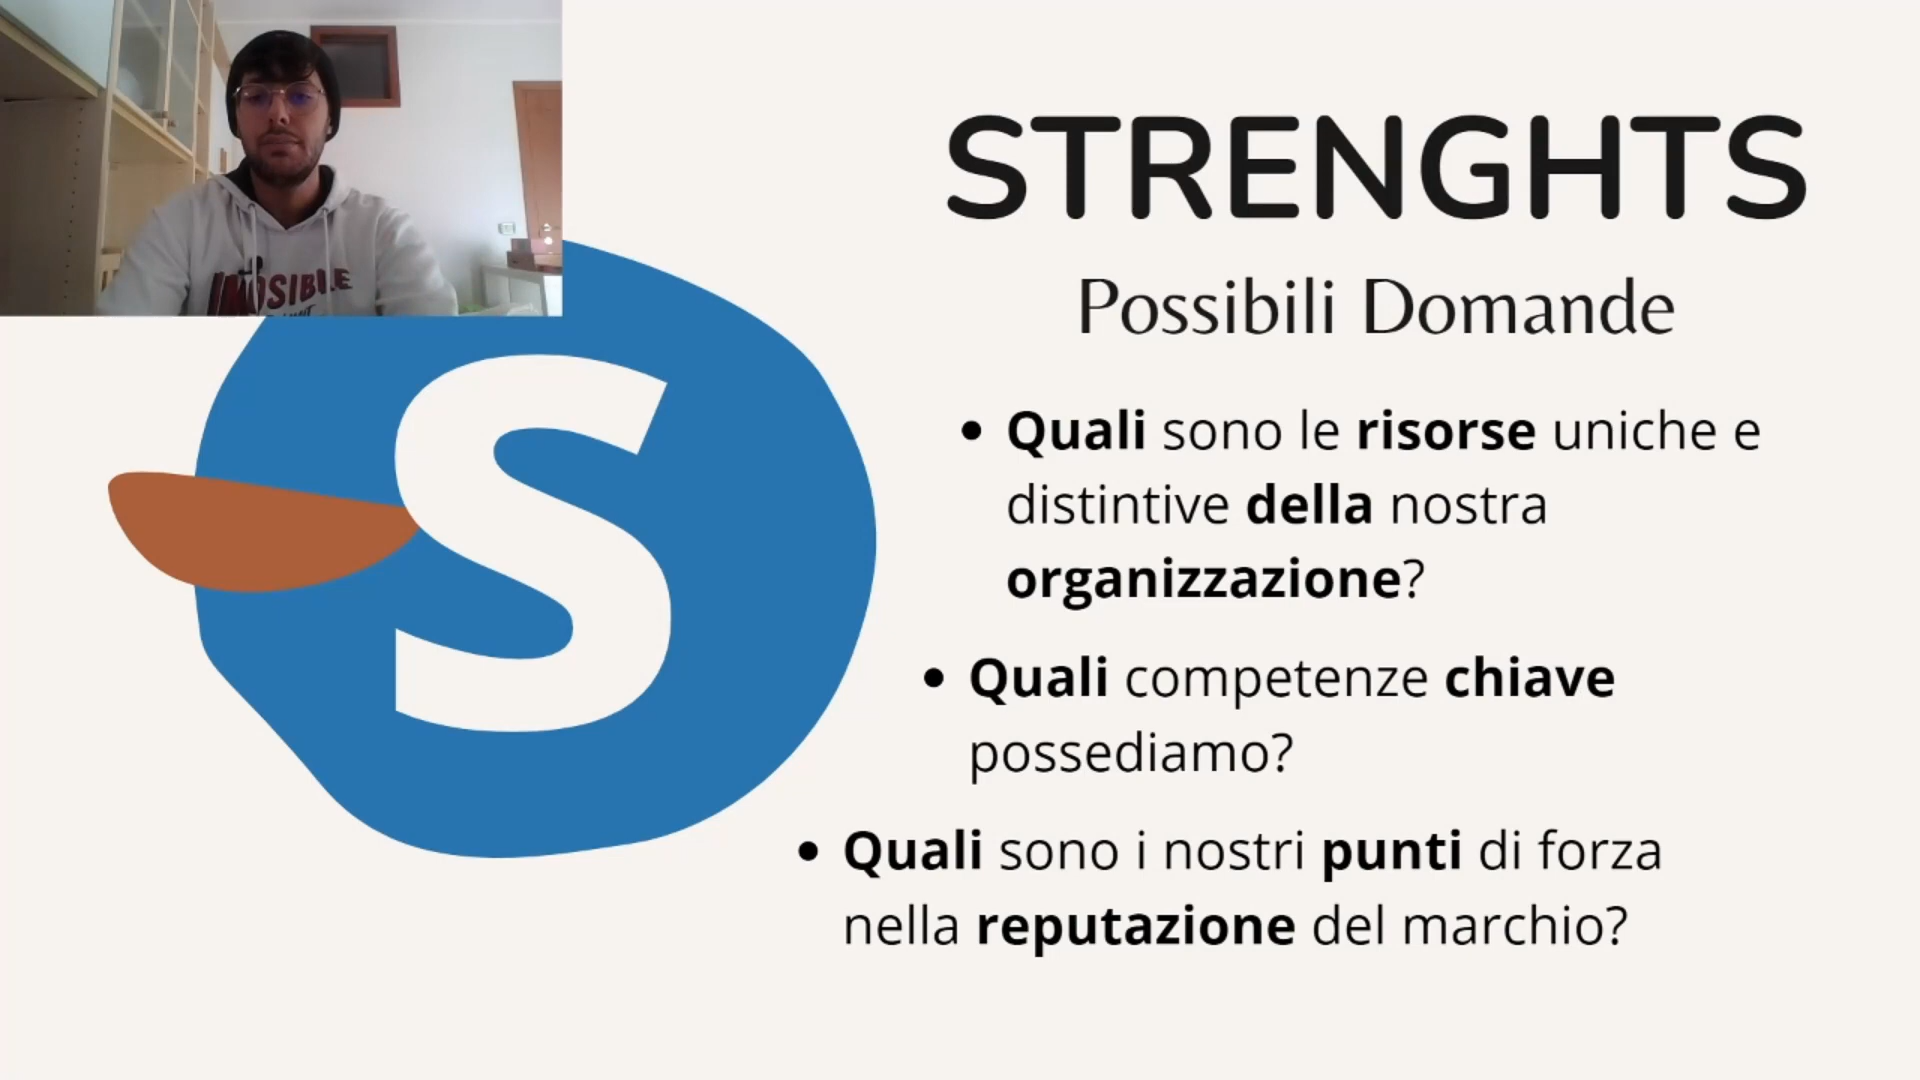 IMPOSIBLE
STRENGHTS
Possibili Domande
S
• Quali sono le risorse uniche e
distintive della nostra
organizzazione?
• Quali competenze chiave
possediamo?
• Quali sono i nostri punti di forza
nella reputazione del marchio?